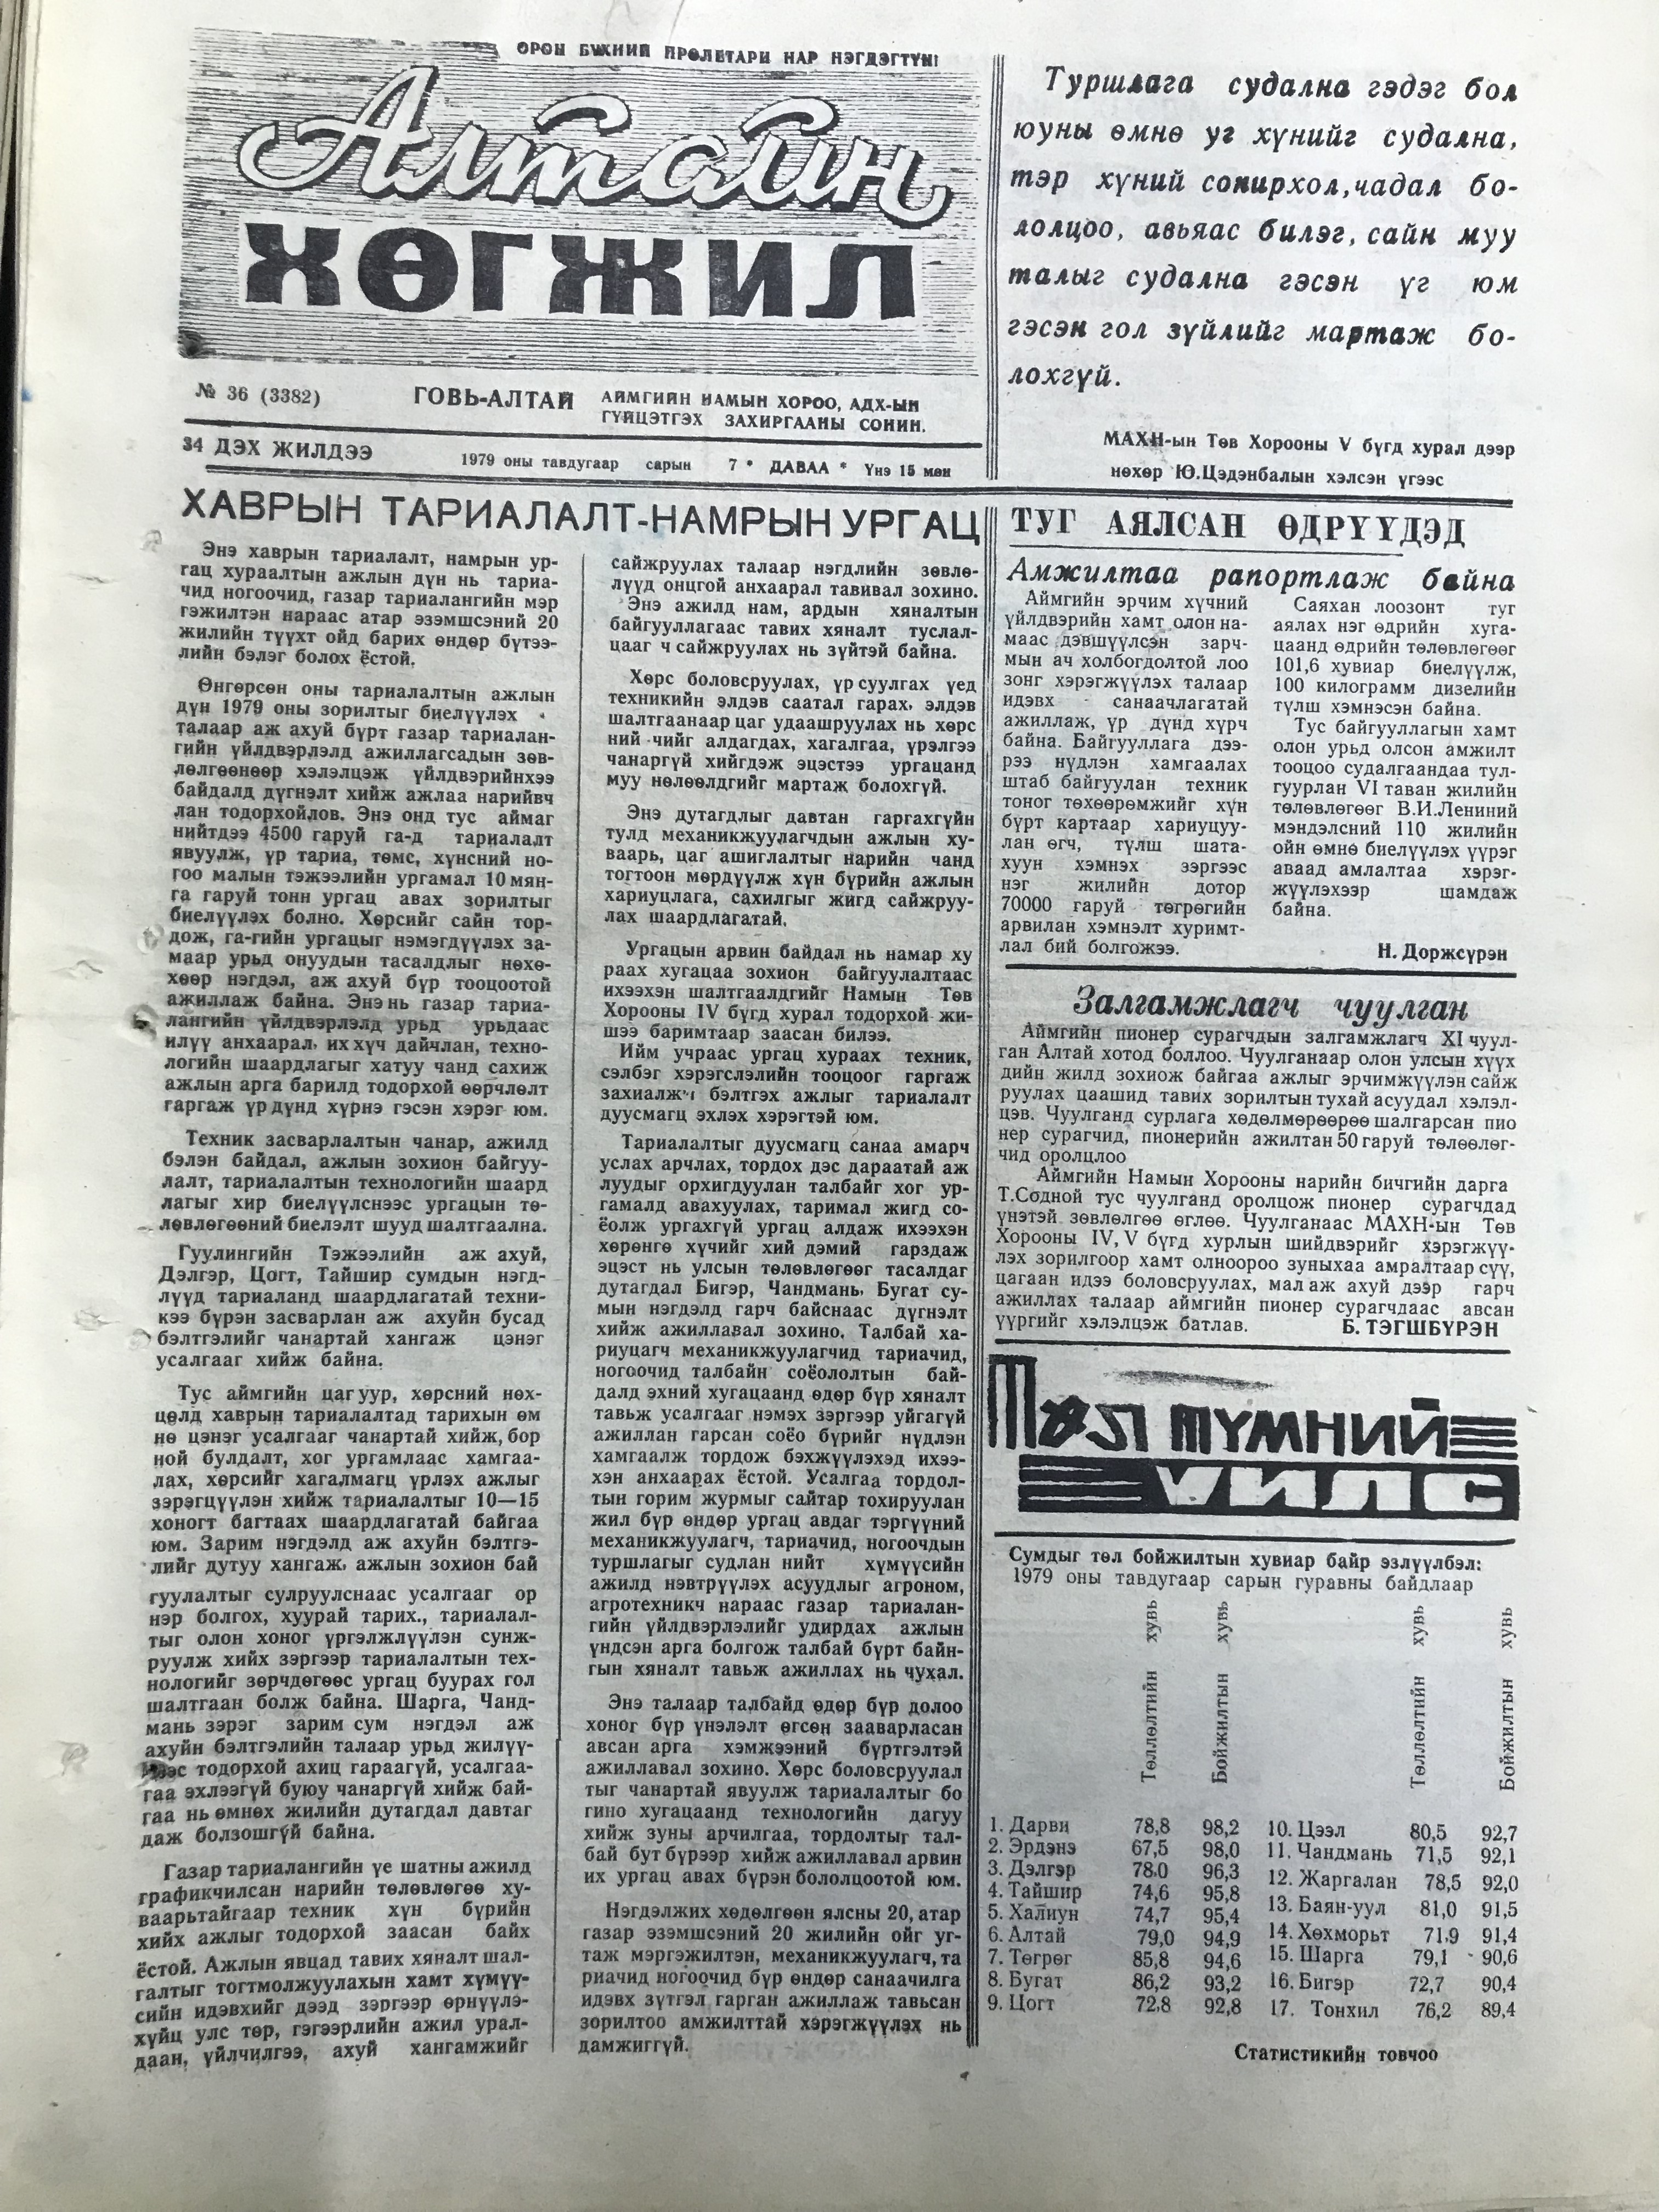 ОРОН БҮХНИЙ ПРОЛЕТАРИ НАР НЭГДЭГТҮН!
Алтайн
ХӨГЖИЛ
№ 36 (3382)
ГОВЬ-АЛТАЙ
АЙМГИЙН НАМЫН ХОРОО, АДХ-ЫН
ГҮЙЦЭТГЭХ ЗАХИРГААНЫ СОНИН.
34 ДЭХ ЖИЛДЭЭ
1979 оны тавдугаар сарын 7 * ДАВАА * Үнэ 15 мөн
Туршлага судална гэдэг бол
юуны өмнө уг хүнийг судална,
тэр хүний сонирхол, чадал бо-
лолцоо, авьяас билэг, сайн муу
талыг судална гэсэн үг юм
гэсэн гол зүйлийг мартаж бо-
лохгүй.
МАХН-ын Төв Хорооны V бүгд хурал дээр
нөхөр Ю.Цэдэнбалын хэлсэн үгээс
ХАВРЫН ТАРИАЛАЛТ-НАМРЫН УРГАЦ
Энэ хаврын тариалалт, намрын ур-
гац хураалтын ажлын дүн нь тариа-
чид ногоочид, газар тариалангийн мэр
гэжилтэн нараас атар эзэмшсэний 20
жилийн түүхт ойд барих өндөр бүтээ-
лийн бэлэг болох ёстой.
Өнгөрсөн оны тариалалтын ажлын
дүн 1979 оны зорилтыг биелүүлэх
талаар аж ахуй бүрт газар тариалан-
гийн үйлдвэрлэлд ажиллагсадын зөв-
лөлгөөнөөр хэлэлцэж үйлдвэрийнхээ
байдалд дүгнэлт хийж ажлаа нарийвч
лан тодорхойлов. Энэ онд тус аймаг
нийтдээ 4500 гаруй га-д тариалалт
явуулж, үр тариа, төмс, хүнсний но-
гоо малын тэжээлийн ургамал 10 мян-
га гаруй тонн ургац авах зорилтыг
биелүүлэх болно. Хөрсийг сайн тор-
дож, га-гийн ургацыг нэмэгдүүлэх за-
маар урьд онуудын тасалдлыг нөхө-
хөөр нэгдэл, аж ахуй бүр тооцоотой
ажиллаж байна. Энэ нь газар тариа-
лангийн үйлдвэрлэлд урьд урьдаас
илүү анхаарал, их хүч дайчлан, техно-
логийн шаардлагыг хатуу чанд сахиж
ажлын арга барилд тодорхой өөрчлөлт
гаргаж үр дүнд хүрнэ гэсэн хэрэг юм.
Техник засварлалтын чанар, ажилд
бэлэн байдал, ажлын зохион байгуу-
лалт, тариалалтын технологийн шаард
лагыг хир биелүүлснээс ургацын тө-
лөвлөгөөний биелэлт шууд шалтгаална.
Гуулингийн Тэжээлийн аж ахуй,
Дэлгэр, Цогт, Тайшир сумдын нэгд-
лүүд тариаланд шаардлагатай техни-
кээ бүрэн засварлан аж ахуйн бусад
бэлтгэлийг чанартай хангаж цэнэг
усалгааг хийж байна.
Тус аймгийн цаг уур, хөрсний нөх-
цөлд хаврын тариалалтад тарихын өм
нө цэнэг усалгааг чанартай хийж, бор
ной булдалт, хог ургамлаас хамгаа-
лах, хөрсийг хагалмагц үрлэх ажлыг
зэрэгцүүлэн хийж тариалалтыг 10—15
хоногт багтаах шаардлагатай байгаа
юм. Зарим нэгдэлд аж ахуйн бэлтгэ-
лийг дутуу хангаж, ажлын зохион бай
гуулалтыг сулруулснаас усалгааг ор
нэр болгох, хуурай тарих., тариалал-
тыг олон хоног үргэлжлүүлэн сунж-
руулж хийх зэргээр тариалалтын тех-
нологийг зөрчдөгөөс ургац буурах гол
шалтгаан болж байна. Шарга, Чанд-
мань зэрэг зарим сум нэгдэл аж
ахуйн бэлтгэлийн талаар урьд жилүү-
дээс тодорхой ахиц гараагүй, усалгаа-
гаа эхлээгүй буюу чанаргүй хийж бай-
гаа нь өмнөх жилийн дутагдал давтаг
даж болзошгүй байна.
Газар тариалангийн үе шатны ажилд
графикчилсан нарийн төлөвлөгөө ху-
ваарьтайгаар техник хүн бүрийн
хийх ажлыг тодорхой заасан байх
ёстой. Ажлын явцад тавих хяналт шал-
галтыг тогтмолжуулахын хамт хүмүү-
сийн идэвхийг дээд зэргээр өрнүүлэ-
хүйц улс төр, гэгээрлийн ажил урал-
даан, үйлчилгээ, ахуй хангамжийг
сайжруулах талаар нэгдлийн зөвлө-
лүүд онцгой анхаарал тавивал зохино.
Энэ ажилд нам, ардын хяналтын
байгууллагаас тавих хяналт туслал-
цааг ч сайжруулах нь зүйтэй байна.
Хөрс боловсруулах, үр суулгах үед
техникийн элдэв саатал гарах, элдэв
шалтгаанаар цаг удаашруулах нь хөрс
ний чийг алдагдах, хагалгаа, үрэлгээ
чанаргүй хийгдэж эцэстээ ургацанд
муу нөлөөлдгийг мартаж болохгүй.
Энэ дутагдлыг давтан гаргахгүйн
тулд механикжуулагчдын ажлын ху-
ваарь, цаг ашиглалтыг нарийн чанд
тогтоон мөрдүүлж хүн бүрийн ажлын
хариуцлага, сахилгыг жигд сайжруу-
лах шаардлагатай.
Ургацын арвин байдал нь намар ху
раах хугацаа зохион байгуулалтаас
ихээхэн шалтгаалдгийг Намын Төв
Хорооны IV бүгд хурал тодорхой жи-
шээ баримтаар заасан билээ.
Ийм учраас ургац хураах техник,
сэлбэг хэрэгслэлийн тооцоог гаргаж
захиалж бэлтгэх ажлыг тариалалт
дуусмагц эхлэх хэрэгтэй юм.
Тариалалтыг дуусмагц санаа амарч
услах арчлах, тордох дэс дараатай аж
луудыг орхигдуулан талбайг хог ур-
гамалд авахуулах, таримал жигд со-
ёолж ургахгүй ургац алдаж ихээхэн
хөрөнгө хүчийг хий дэмий гарздаж
эцэст нь улсын төлөвлөгөөг тасалдаг
дутагдал Бигэр, Чандмань, Бугат су-
мын нэгдэлд гарч байснаас дүгнэлт
хийж ажиллавал зохино. Талбай ха-
риуцагч механикжуулагчид тариачид,
ногоочид талбайн соёололтын бай-
далд эхний хугацаанд өдөр бүр хяналт
тавьж усалгааг нэмэх зэргээр уйгагүй
ажиллан гарсан соёо бүрийг нүдлэн
хамгаалж тордож бэхжүүлэхэд ихээ-
хэн анхаарах ёстой. Усалгаа тордол-
тын горим журмыг сайтар тохируулан
жил бүр өндөр ургац авдаг тэргүүний
механикжуулагч, тариачид, ногоочдын
туршлагыг судлан нийт хүмүүсийн
ажилд нэвтрүүлэх асуудлыг агроном,
агротехникч нараас газар тариалан-
гийн үйлдвэрлэлийг удирдах ажлын
үндсэн арга болгож талбай бүрт байн-
гын хяналт тавьж ажиллах нь чухал.
Энэ талаар талбайд өдөр бүр долоо
хоног бүр үнэлэлт өгсөн зааварласан
авсан арга хэмжээний бүртгэлтэй
ажиллавал зохино. Хөрс боловсруулал
тыг чанартай явуулж тариалалтыг бо
гино хугацаанд технологийн дагуу
хийж зуны арчилгаа, тордолтыг тал-
бай бүт бүрээр хийж ажиллавал арвин
их ургац авах бүрэн бололцоотой юм.
Нэгдэлжих хөдөлгөөн ялсны 20, атар
газар эзэмшсэний 20 жилийн ойг уг-
таж мэргэжилтэн, механикжуулагч, та
риачид ногоочид бүр өндөр санаачилга
идэвх зүтгэл гарган ажиллаж тавьсан
зорилтоо амжилттай хэрэгжүүлэх нь
дамжиггүй.
ТУГ АЯЛСАН ӨДРҮҮДЭД
Амжилтаа рапортлаж байна
Аймгийн эрчим хүчний
үйлдвэрийн хамт олон на-
маас дэвшүүлсэн зарч-
мын ач холбогдолтой лоо
зонг хэрэгжүүлэх талаар
идэвх санаачлагатай
ажиллаж, үр дүнд хүрч
байна. Байгууллага дээ-
рээ нүдлэн хамгаалах
штаб байгуулан техник
тоног төхөөрөмжийг хүн
бүрт картаар хариуцуу-
лан өгч, түлш шата-
хуун хэмнэх зэргээс
нэг жилийн дотор
70000 гаруй төгрөгийн
арвилан хэмнэлт хуримт-
лал бий болгожээ.
Саяхан лоозонт туг
аялах нэг өдрийн хуга-
цаанд өдрийн төлөвлөгөөг
101,6 хувиар биелүүлж,
100 килограмм дизелийн
түлш хэмнэсэн байна.
Тус байгууллагын хамт
олон урьд олсон амжилт
тооцоо судалгаандаа тул-
гуурлан VI таван жилийн
төлөвлөгөөг В.И.Лениний
мэндэлсний 110 жилийн
ойн өмнө биелүүлэх үүрэг
аваад амлалтаа хэрэг-
жүүлэхээр шамдаж
байна.
Н. Доржсүрэн
Залгамжлагч чуулган
Аймгийн пионер сурагчдын залгамжлагч XI чуул-
ган Алтай хотод боллоо. Чуулганаар олон улсын хүүх
дийн жилд зохиож байгаа ажлыг эрчимжүүлэн сайж
руулах цаашид тавих зорилтын тухай асуудал хэлэл-
цэв. Чуулганд сурлага хөдөлмөрөөрөө шалгарсан пио
нер сурагчид, пионерийн ажилтан 50 гаруй төлөөлөг-
чид оролцлоо
Аймгийн Намын Хорооны нарийн бичгийн дарга
Т.Содной тус чуулганд оролцож пионер сурагчдад
үнэтэй зөвлөлгөө өглөө. Чуулганаас МАХН-ын Төв
Хорооны IV, V бүгд хурлын шийдвэрийг хэрэгжүү-
лэх зорилгоор хамт олноороо зуныхаа амралтаар сүү,
цагаан идээ боловсруулах, мал аж ахуй дээр гарч
ажиллах талаар аймгийн пионер сурагчдаас авсан
үүргийг хэлэлцэж батлав.
Б. ТЭГШБҮРЭН
Төл түмний
үйлс
Сумдыг төл бойжилтын хувиар байр эзлүүлбэл:
1979 оны тавдугаар сарын гуравны байдлаар
Төллөлтийн хувь
Бойжилтын хувь
Төллөлтийн хувь
Бойжилтын хувь
1. Дарви 78,8 98,2
2. Эрдэнэ 67,5 98,0
3. Дэлгэр 78.0 96,3
4. Тайшир 74,6 95,8
5. Халиун 74,7 95,4
6. Алтай 79,0 94,9
7. Төгрөг 85,8 94,6
8. Бугат 86,2 93,2
9. Цогт 72,8 92,8
10. Цээл 80,5 92,7
11. Чандмань 71,5 92,1
12. Жаргалан 78,5 92,0
13. Баян-уул 81,0 91,5
14. Хөхморьт 71,9 91,4
15. Шарга 79,1 90,6
16. Бигэр 72,7 90,4
17. Тонхил 76,2 89,4
Статистикийн товчоо